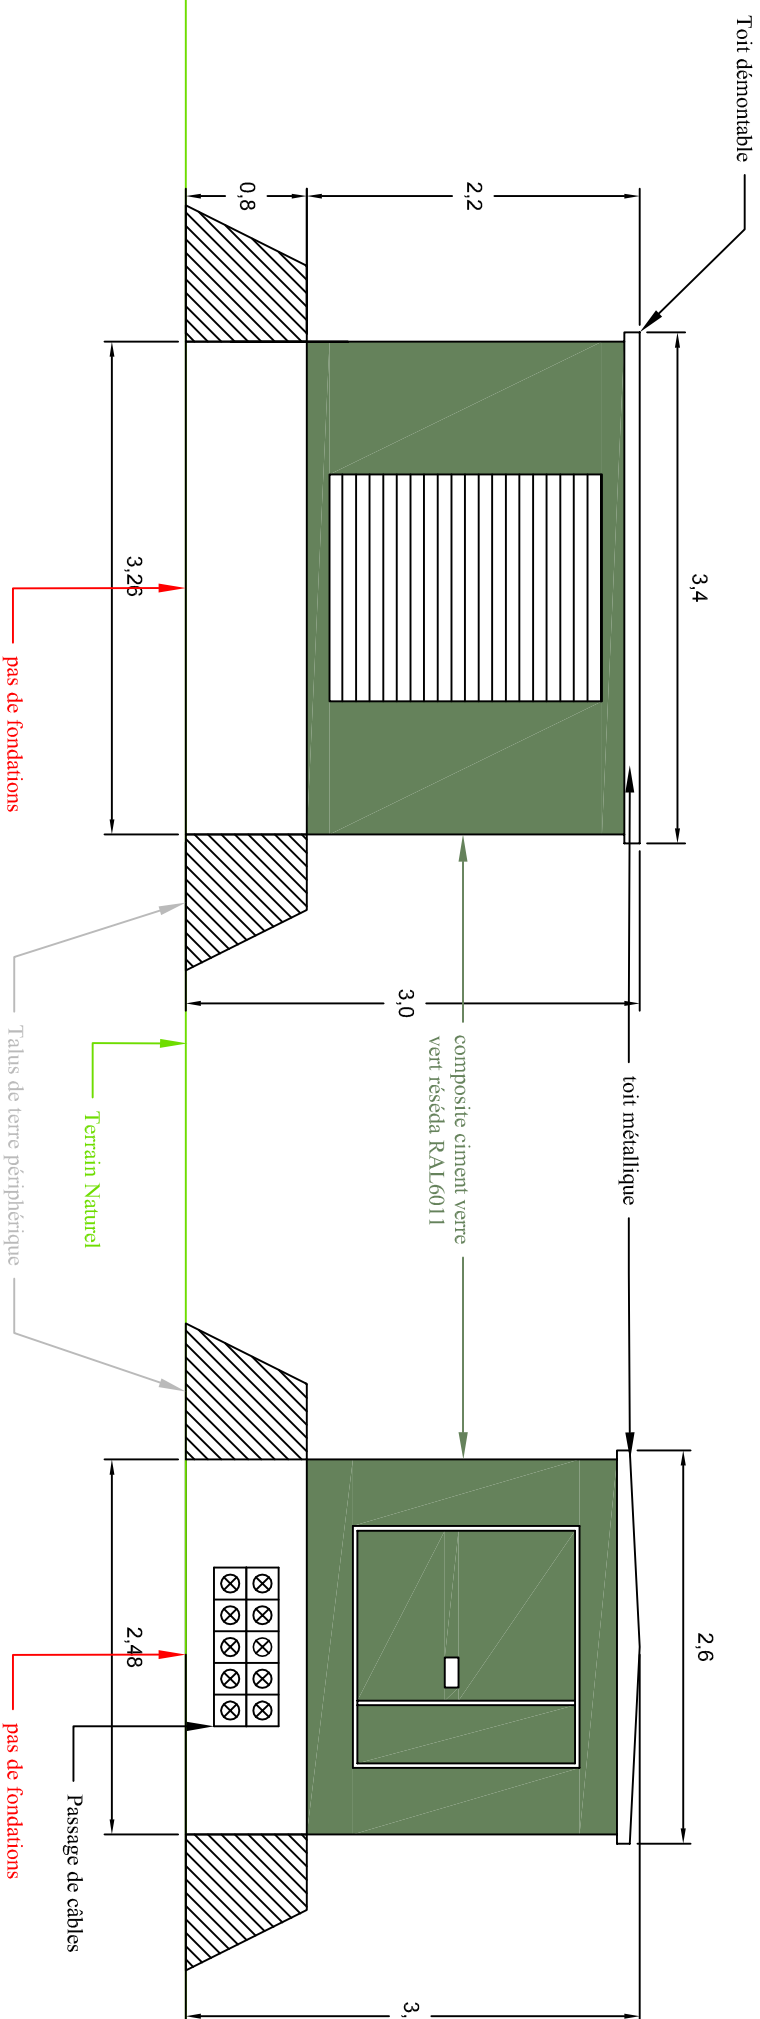 Toit démontable
3,4
2,2
0,8
3,26
pas de fondations
3,0
toit métallique
composite ciment verre
vert réséda RAL6011
Terrain Naturel
Talus de terre périphérique
2,6
2,48
pas de fondations
Passage de câbles
3,